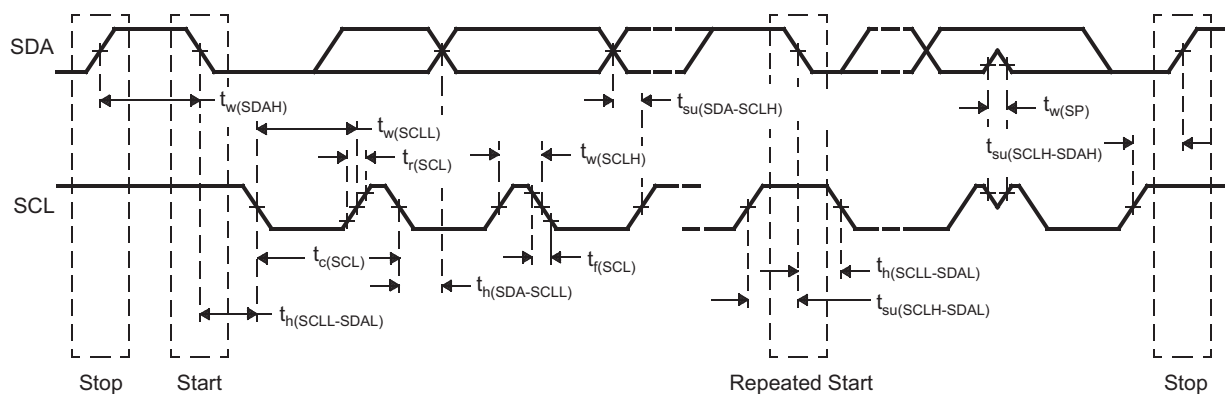 SDA
t_w(SDAH)
t_w(SCLL)
t_r(SCL)
t_su(SDA-SCLH)
t_w(SCLH)
t_w(SP)
t_su(SCLH-SDAH)
SCL
t_c(SCL)
t_h(SDA-SCLL)
t_f(SCL)
t_h(SCLL-SDAL)
t_h(SCLL-SDAL)
t_su(SCLH-SDAL)
Stop
Start
Repeated Start
Stop